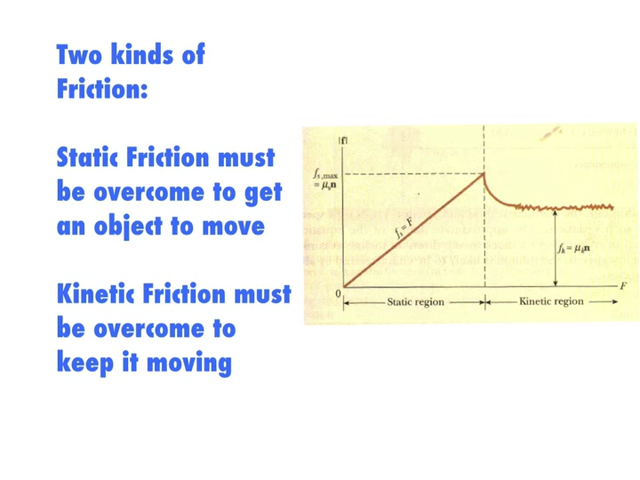 Two kinds of
Friction:
Static Friction must
be overcome to get
an object to move
Kinetic Friction must
be overcome to
keep it moving
|f|
fs,max
= μsn
fs = F
fk = μkn
0
F
Static region
Kinetic region